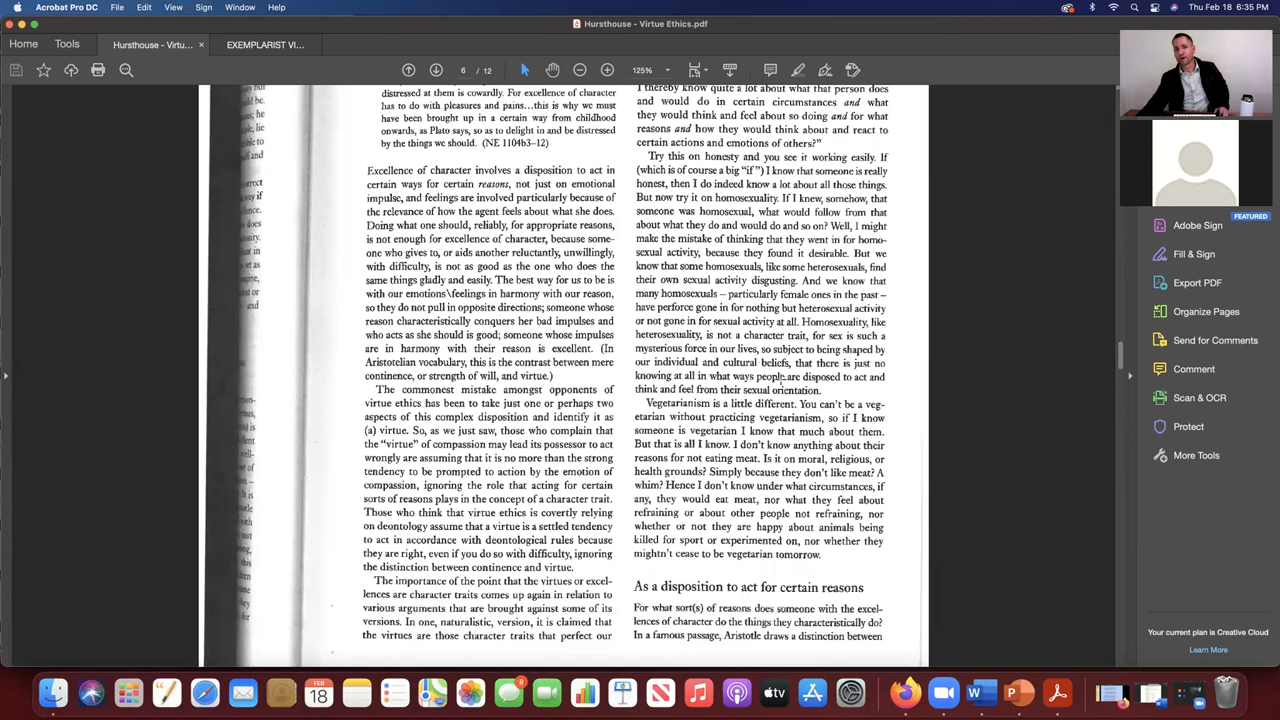 Acrobat Pro DC File Edit View Sign Window Help
Thu Feb 18 6:35 PM
Hursthouse - Virtue Ethics.pdf
Home Tools Hursthouse - Virtu... × EXEMPLARIST VI...
6 / 12 125%
distressed at them is cowardly. For excellence of character
has to do with pleasures and pains...this is why we must
have been brought up in a certain way from childhood
onwards, as Plato says, so as to delight in and be distressed
by the things we should. (NE 1104b3–12)
Excellence of character involves a disposition to act in
certain ways for certain reasons, not just on emotional
impulse, and feelings are involved particularly because of
the relevance of how the agent feels about what she does.
Doing what one should, reliably, for appropriate reasons,
is not enough for excellence of character, because some-
one who gives to, or aids another reluctantly, unwillingly,
with difficulty, is not as good as the one who does the
same things gladly and easily. The best way for us to be is
with our emotions\feelings in harmony with our reason,
so they do not pull in opposite directions; someone whose
reason characteristically conquers her bad impulses and
who acts as she should is good; someone whose impulses
are in harmony with their reason is excellent. (In
Aristotelian vocabulary, this is the contrast between mere
continence, or strength of will, and virtue.)
The commonest mistake amongst opponents of
virtue ethics has been to take just one or perhaps two
aspects of this complex disposition and identify it as
(a) virtue. So, as we just saw, those who complain that
the “virtue” of compassion may lead its possessor to act
wrongly are assuming that it is no more than the strong
tendency to be prompted to action by the emotion of
compassion, ignoring the role that acting for certain
sorts of reasons plays in the concept of a character trait.
Those who think that virtue ethics is covertly relying
on deontology assume that a virtue is a settled tendency
to act in accordance with deontological rules because
they are right, even if you do so with difficulty, ignoring
the distinction between continence and virtue.
The importance of the point that the virtues or excel-
lences are character traits comes up again in relation to
various arguments that are brought against some of its
versions. In one, naturalistic, version, it is claimed that
the virtues are those character traits that perfect our
I thereby know quite a lot about what that person does
and would do in certain circumstances and what
they would think and feel about so doing and for what
reasons and how they would think about and react to
certain actions and emotions of others?”
Try this on honesty and you see it working easily. If
(which is of course a big “if”) I know that someone is really
honest, then I do indeed know a lot about all those things.
But now try it on homosexuality. If I knew, somehow, that
someone was homosexual, what would follow from that
about what they do and would do and so on? Well, I might
make the mistake of thinking that they went in for homo-
sexual activity, because they found it desirable. But we
know that some homosexuals, like some heterosexuals, find
their own sexual activity disgusting. And we know that
many homosexuals – particularly female ones in the past –
have perforce gone in for nothing but heterosexual activity
or not gone in for sexual activity at all. Homosexuality, like
heterosexuality, is not a character trait, for sex is such a
mysterious force in our lives, so subject to being shaped by
our individual and cultural beliefs, that there is just no
knowing at all in what ways people are disposed to act and
think and feel from their sexual orientation.
Vegetarianism is a little different. You can’t be a veg-
etarian without practicing vegetarianism, so if I know
someone is vegetarian I know that much about them.
But that is all I know. I don’t know anything about their
reasons for not eating meat. Is it on moral, religious, or
health grounds? Simply because they don’t like meat? A
whim? Hence I don’t know under what circumstances, if
any, they would eat meat, nor what they feel about
refraining or about other people not refraining, nor
whether or not they are happy about animals being
killed for sport or experimented on, nor whether they
mightn’t cease to be vegetarian tomorrow.
As a disposition to act for certain reasons
For what sort(s) of reasons does someone with the excel-
lences of character do the things they characteristically do?
In a famous passage, Aristotle draws a distinction between
FEATURED
Adobe Sign
Fill & Sign
Export PDF
Organize Pages
Send for Comments
Comment
Scan & OCR
Protect
More Tools
Your current plan is Creative Cloud
Learn More
FEB
18
8
tv